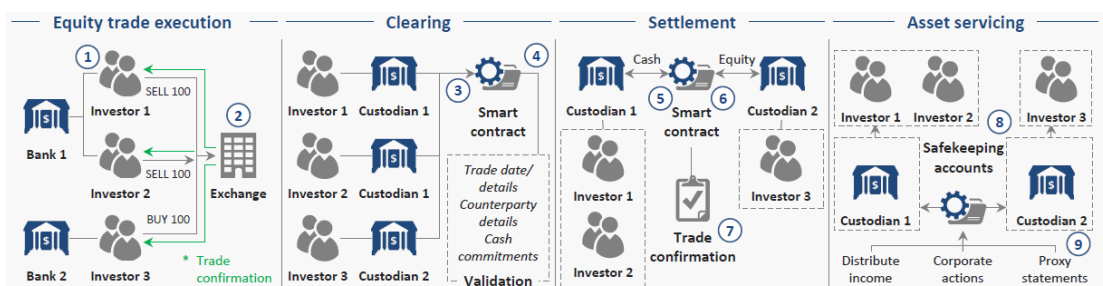 Equity trade execution
1
Investor 1
SELL 100
2
Bank 1
Investor 2
SELL 100
Exchange
BUY 100
Bank 2
Investor 3
* Trade
confirmation
Clearing
Investor 1
Custodian 1
3
4
Smart
contract
Investor 2
Custodian 1
Trade date/
details
Counterparty
details
Cash
commitments
Investor 3
Custodian 2
Validation
Settlement
Cash
Equity
Custodian 1
5
6
Custodian 2
Smart
contract
Investor 1
Investor 3
Investor 2
7
Trade
confirmation
Asset servicing
Investor 1
Investor 2
Investor 3
8
Safekeeping
accounts
Custodian 1
Custodian 2
9
Distribute
income
Corporate
actions
Proxy
statements